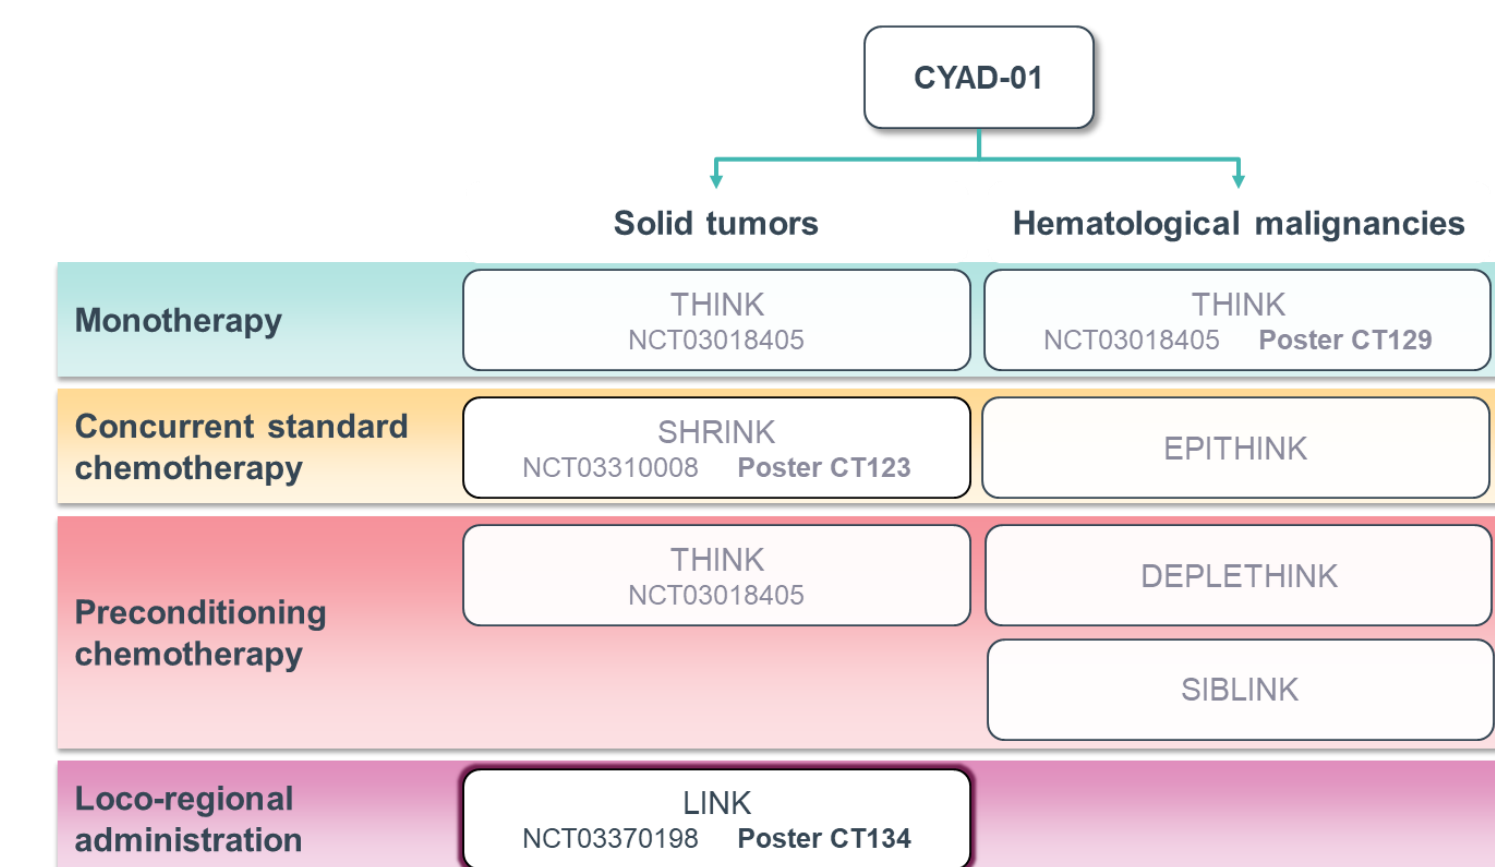 CYAD-01
Solid tumors
Hematological malignancies
Monotherapy
THINK
NCT03018405
THINK
NCT03018405 Poster CT129
Concurrent standard
chemotherapy
SHRINK
NCT03310008 Poster CT123
EPITHINK
Preconditioning
chemotherapy
THINK
NCT03018405
DEPLETHINK
SIBLINK
Loco-regional
administration
LINK
NCT03370198 Poster CT134